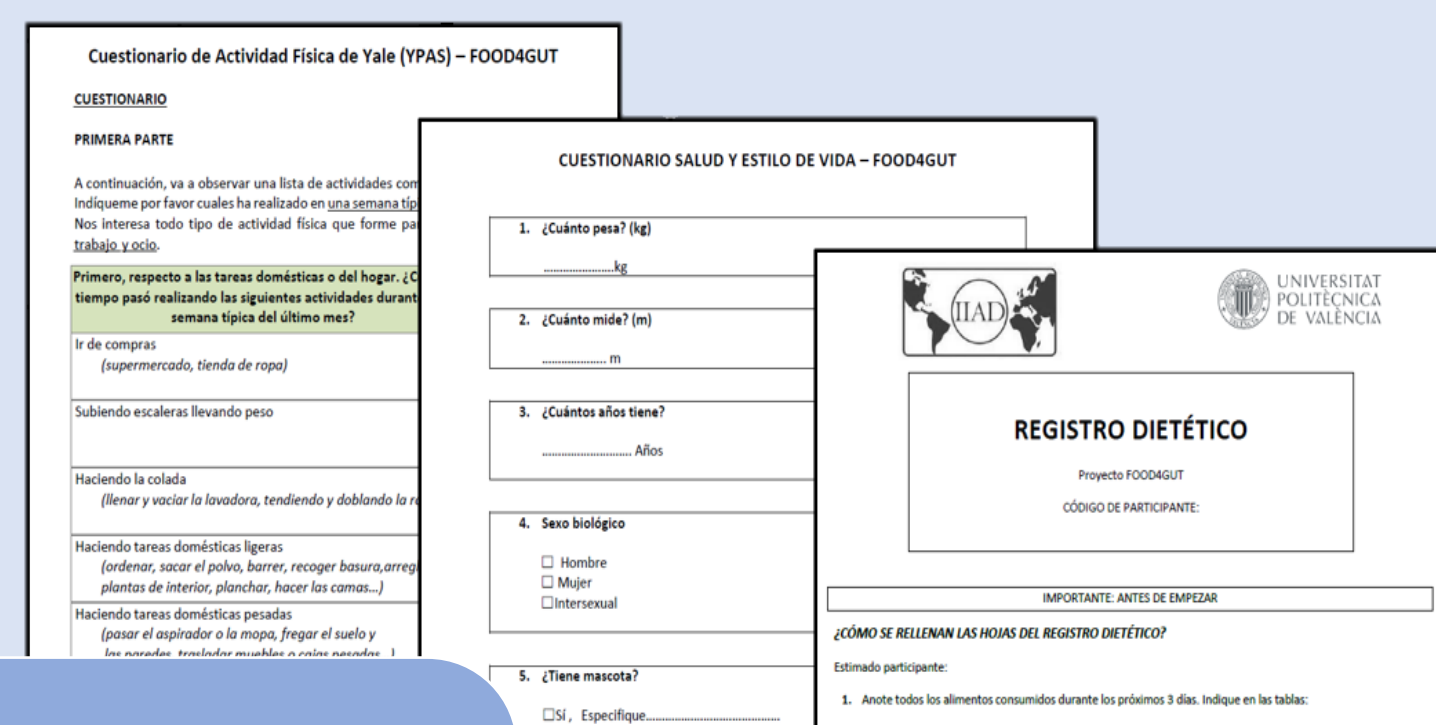 Cuestionario de Actividad Física de Yale (YPAS) – FOOD4GUT
CUESTIONARIO
PRIMERA PARTE
A continuación, va a observar una lista de actividades com
Indíqueme por favor cuales ha realizado en una semana típ
Nos interesa todo tipo de actividad física que forme pa
trabajo y ocio.
Primero, respecto a las tareas domésticas o del hogar. ¿C
tiempo pasó realizando las siguientes actividades durant
semana típica del último mes?
Ir de compras
(supermercado, tienda de ropa)
Subiendo escaleras llevando peso
Haciendo la colada
(llenar y vaciar la lavadora, tendiendo y doblando la r
Haciendo tareas domésticas ligeras
(ordenar, sacar el polvo, barrer, recoger basura,arreg
plantas de interior, planchar, hacer las camas...)
Haciendo tareas domésticas pesadas
(pasar el aspirador o la mopa, fregar el suelo y
las paredes, trasladar muebles o cajas pesadas...)
CUESTIONARIO SALUD Y ESTILO DE VIDA – FOOD4GUT
1. ¿Cuánto pesa? (kg)
......................kg
2. ¿Cuánto mide? (m)
.................... m
3. ¿Cuántos años tiene?
............................ Años
4. Sexo biológico
☐ Hombre
☐ Mujer
☐Intersexual
5. ¿Tiene mascota?
☐Sí , Especifique..........................................
IIAD
UNIVERSITAT
POLITÈCNICA
DE VALÈNCIA
REGISTRO DIETÉTICO
Proyecto FOOD4GUT
CÓDIGO DE PARTICIPANTE:
IMPORTANTE: ANTES DE EMPEZAR
¿CÓMO SE RELLENAN LAS HOJAS DEL REGISTRO DIETÉTICO?
Estimado participante:
1. Anote todos los alimentos consumidos durante los próximos 3 días. Indique en las tablas: